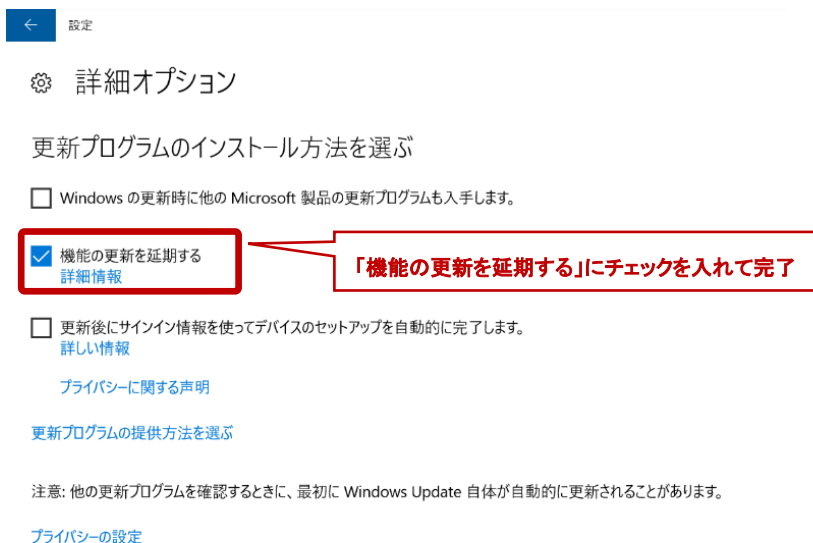 設定
詳細オプション
更新プログラムのインストール方法を選ぶ
Windows の更新時に他の Microsoft 製品の更新プログラムも入手します。
機能の更新を延期する
詳細情報
「機能の更新を延期する」にチェックを入れて完了
更新後にサインイン情報を使ってデバイスのセットアップを自動的に完了します。
詳しい情報
プライバシーに関する声明
更新プログラムの提供方法を選ぶ
注意: 他の更新プログラムを確認するときに、最初に Windows Update 自体が自動的に更新されることがあります。
プライバシーの設定